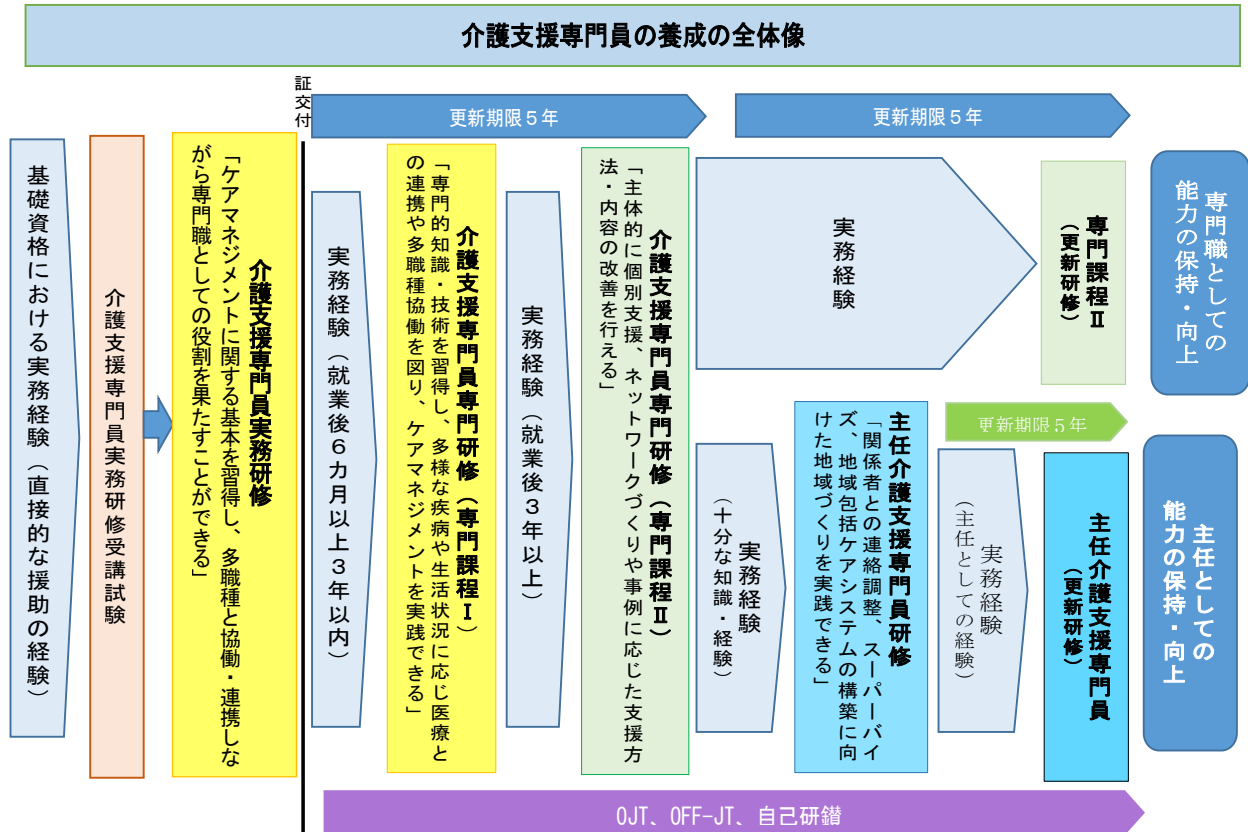 介護支援専門員の養成の全体像
証交付
更新期限５年
更新期限５年
基礎資格における実務経験（直接的な援助の経験）
介護支援専門員実務研修受講試験
介護支援専門員実務研修
「ケアマネジメントに関する基本を習得し、多職種と協働・連携しな
がら専門職としての役割を果たすことができる」
実務経験（就業後６カ月以上３年以内）
介護支援専門員専門研修（専門課程Ⅰ）
「専門的知識・技術を習得し、多様な疾病や生活状況に応じ医療と
の連携や多職種協働を図り、ケアマネジメントを実践できる」
実務経験（就業後３年以上）
介護支援専門員専門研修（専門課程Ⅱ）
「主体的に個別支援、ネットワークづくりや事例に応じた支援方
法・内容の改善を行える」
実務経験
専門課程Ⅱ
（更新研修）
専門職としての
能力の保持・向上
実務経験
（十分な知識・経験）
主任介護支援専門員研修
「関係者との連絡調整、スーパーバイ
ズ、地域包括ケアシステムの構築に向
けた地域づくりを実践できる」
更新期限５年
実務経験
（主任としての経験）
主任介護支援専門員
（更新研修）
主任としての
能力の保持・向上
OJT、OFF-JT、自己研鑽